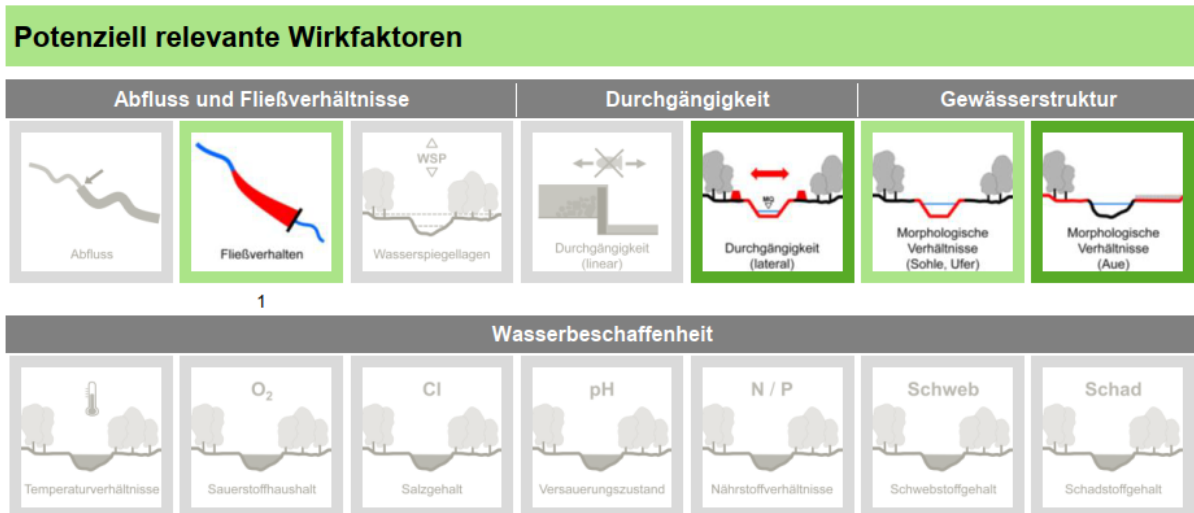 Potenziell relevante Wirkfaktoren
Abfluss und Fließverhältnisse
Durchgängigkeit
Gewässerstruktur
Abfluss
Fließverhalten
WSP
Wasserspiegellagen
Durchgängigkeit
(linear)
MQ
Durchgängigkeit
(lateral)
Morphologische
Verhältnisse
(Sohle, Ufer)
Morphologische
Verhältnisse
(Aue)
1
Wasserbeschaffenheit
Temperaturverhältnisse
O₂
Sauerstoffhaushalt
Cl
Salzgehalt
pH
Versauerungszustand
N / P
Nährstoffverhältnisse
Schweb
Schwebstoffgehalt
Schad
Schadstoffgehalt